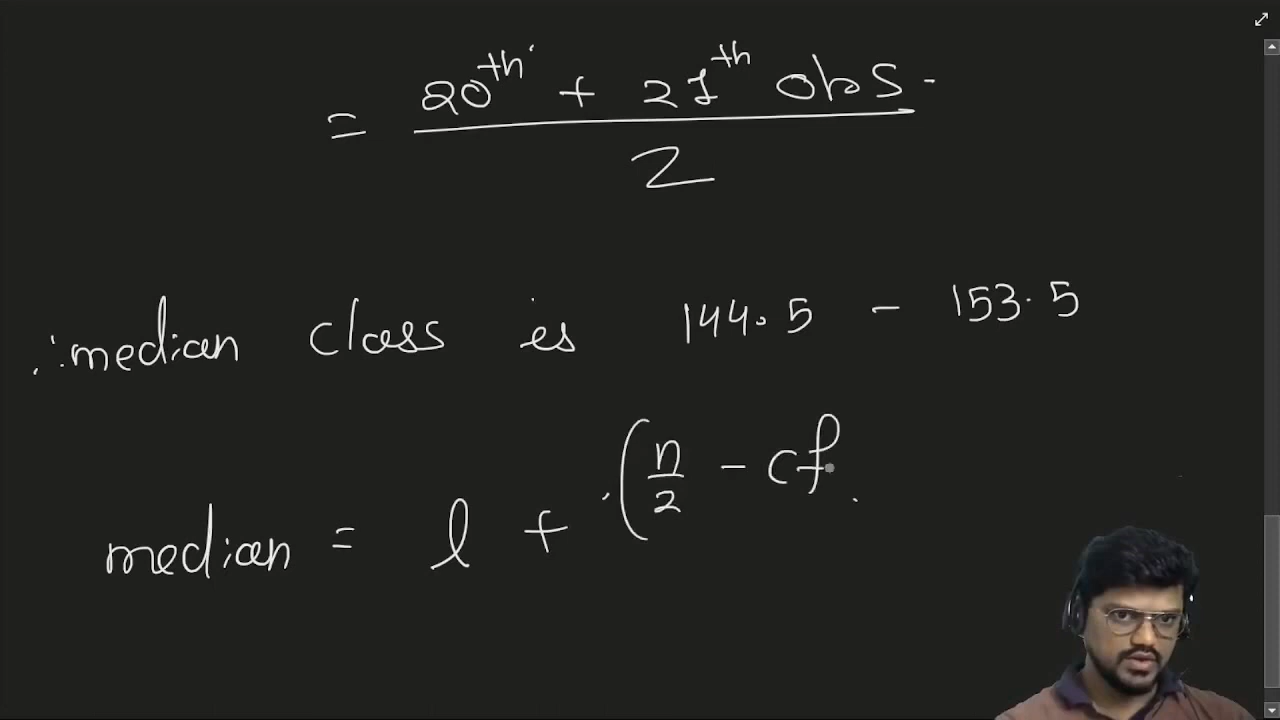 = 20th + 21th obs.
2
∴ median class is 144.5 - 153.5
median = l + (n/2 - cf